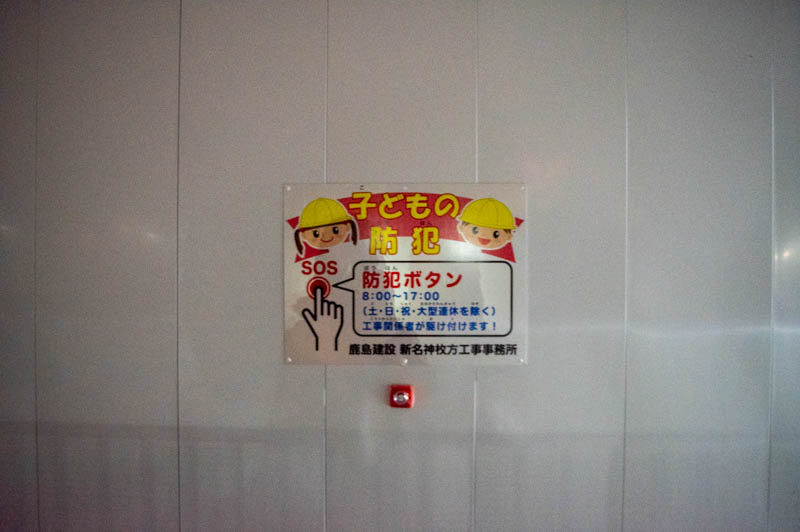 子どもの
防犯
SOS
防犯ボタン
8:00～17:00
(土・日・祝・大型連休を除く)
工事関係者が駆け付けます！
鹿島建設 新名神枚方工事事務所